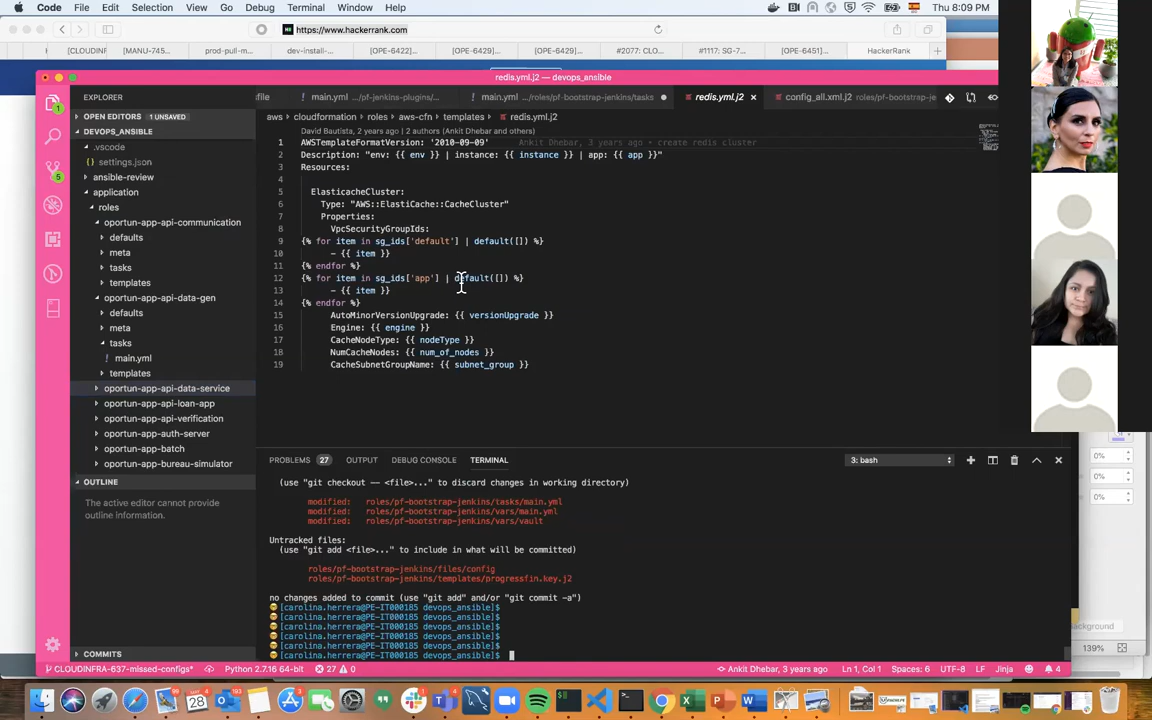 Code File Edit Selection View Go Debug Terminal Window Help Thu 8:09 PM
https://www.hackerrank.com
[CLOUDINF... [MANU-745... prod-pull-m... dev-install-... [OPE-6422]... [OPE-6429]... [OPE-6429]... #2077: CLO... #1117: SG-7... [OPE-6451]... HackerRank
redis.yml.j2 — devops_ansible
EXPLORER
file main.yml .../pf-jenkins-plugins/... main.yml .../roles/pf-bootstrap-jenkins/tasks redis.yml.j2 config_all.xml.j2 roles/pf-bootstrap-je...
OPEN EDITORS 1 UNSAVED
DEVOPS_ANSIBLE
.vscode
settings.json
ansible-review
application
roles
oportun-app-api-communication
defaults
meta
tasks
templates
oportun-app-api-data-gen
defaults
meta
tasks
main.yml
templates
oportun-app-api-data-service
oportun-app-api-loan-app
oportun-app-api-verification
oportun-app-auth-server
oportun-app-batch
oportun-app-bureau-simulator
OUTLINE
The active editor cannot provide
outline information.
COMMITS
aws cloudformation roles aws-cfn templates redis.yml.j2
David Bautista, 2 years ago | 2 authors (Ankit Dhebar and others)
1 AWSTemplateFormatVersion: '2010-09-09' Ankit Dhebar, 3 years ago • create redis cluster
2 Description: "env: {{ env }} | instance: {{ instance }} | app: {{ app }}"
3 Resources:
4
5 ElasticacheCluster:
6 Type: "AWS::ElastiCache::CacheCluster"
7 Properties:
8 VpcSecurityGroupIds:
9 {% for item in sg_ids['default'] | default([]) %}
10 - {{ item }}
11 {% endfor %}
12 {% for item in sg_ids['app'] | default([]) %}
13 - {{ item }}
14 {% endfor %}
15 AutoMinorVersionUpgrade: {{ versionUpgrade }}
16 Engine: {{ engine }}
17 CacheNodeType: {{ nodeType }}
18 NumCacheNodes: {{ num_of_nodes }}
19 CacheSubnetGroupName: {{ subnet_group }}
PROBLEMS 27 OUTPUT DEBUG CONSOLE TERMINAL 3: bash
(use "git checkout -- <file>..." to discard changes in working directory)
modified: roles/pf-bootstrap-jenkins/tasks/main.yml
modified: roles/pf-bootstrap-jenkins/vars/main.yml
modified: roles/pf-bootstrap-jenkins/vars/vault
Untracked files:
(use "git add <file>..." to include in what will be committed)
roles/pf-bootstrap-jenkins/files/config
roles/pf-bootstrap-jenkins/templates/progressfin.key.j2
no changes added to commit (use "git add" and/or "git commit -a")
[carolina.herrera@PE-IT000185 devops_ansible]$
[carolina.herrera@PE-IT000185 devops_ansible]$
[carolina.herrera@PE-IT000185 devops_ansible]$
[carolina.herrera@PE-IT000185 devops_ansible]$
[carolina.herrera@PE-IT000185 devops_ansible]$
[carolina.herrera@PE-IT000185 devops_ansible]$
0%
0%
0%
ackground
139%
CLOUDINFRA-637-missed-configs* Python 2.7.16 64-bit 27 0 Ankit Dhebar, 3 years ago Ln 1, Col 1 Spaces: 6 UTF-8 LF Jinja 4